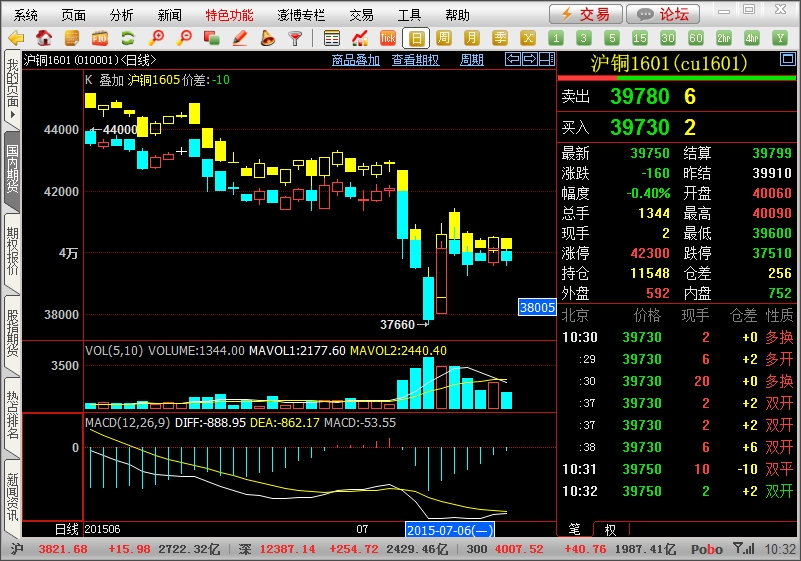 系统 页面 分析 新闻 特色功能 澎博专栏 交易 工具 帮助 交易 论坛
Tick 日 周 月 季 X 1 3 5 15 30 60 2hr 4hr Y
我的页面
国内期货
期权报价
股指期货
热点排名
新闻资讯
沪铜1601(010001)<日线> 商品叠加 查看期权 周期
K 叠加 沪铜1605 价差:-10
44000
44000
42000
4万
38000
38005
37660
VOL(5,10) VOLUME:1344.00 MAVOL1:2177.60 MAVOL2:2440.40
3500
MACD(12,26,9) DIFF:-888.95 DEA:-862.17 MACD:-53.55
0
日线 201506 07 2015-07-06(一)
沪铜1601(cu1601)
卖出 39780 6
买入 39730 2
最新 39750 结算 39799
涨跌 -160 昨结 39910
幅度 -0.40% 开盘 40060
总手 1344 最高 40090
现手 2 最低 39600
涨停 42300 跌停 37510
持仓 11548 仓差 256
外盘 592 内盘 752
北京 价格 现手 仓差 性质
10:30 39730 2 +0 多换
:29 39730 6 +2 多开
:30 39730 20 +0 多换
:37 39730 2 +2 双开
:37 39730 2 +2 双开
:38 39730 6 +6 双开
10:31 39750 10 -10 双平
10:32 39750 2 +2 双开
笔 权
沪 3821.68 +15.98 2722.32亿 深 12387.14 +254.72 2429.46亿 300 4007.52 +40.76 1987.41亿 Pobo 10:32